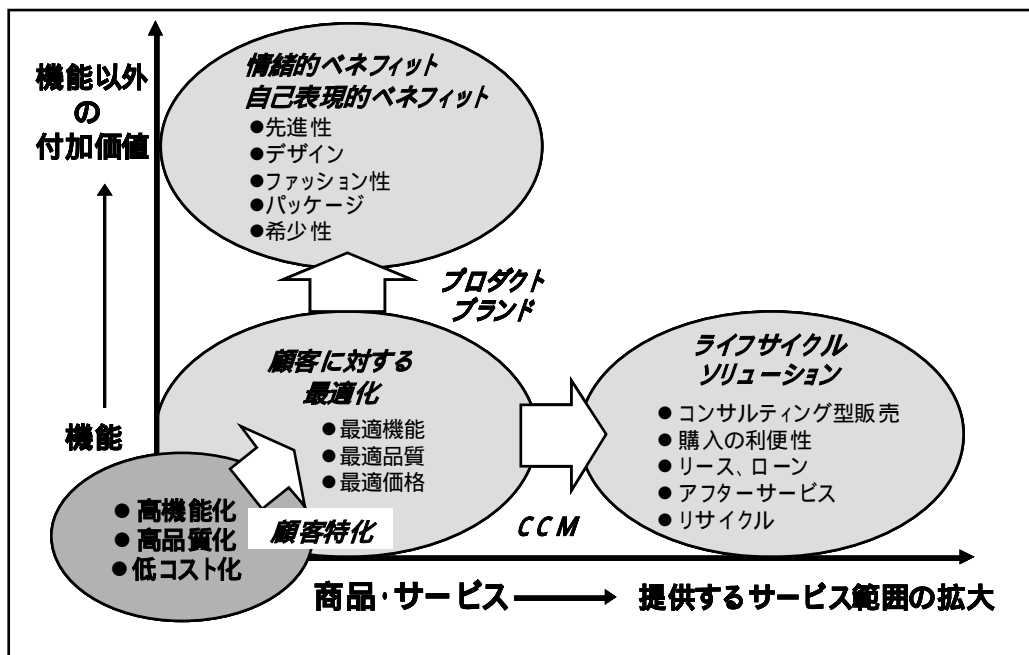 機能以外
の
付加価値
機能
情緒的ベネフィット
自己表現的ベネフィット
●先進性
●デザイン
●ファッション性
●パッケージ
●希少性
プロダクト
ブランド
顧客に対する
最適化
●最適機能
●最適品質
●最適価格
ライフサイクル
ソリューション
●コンサルティング型販売
●購入の利便性
●リース、ローン
●アフターサービス
●リサイクル
●高機能化
●高品質化
●低コスト化
顧客特化
CCM
商品・サービス
提供するサービス範囲の拡大